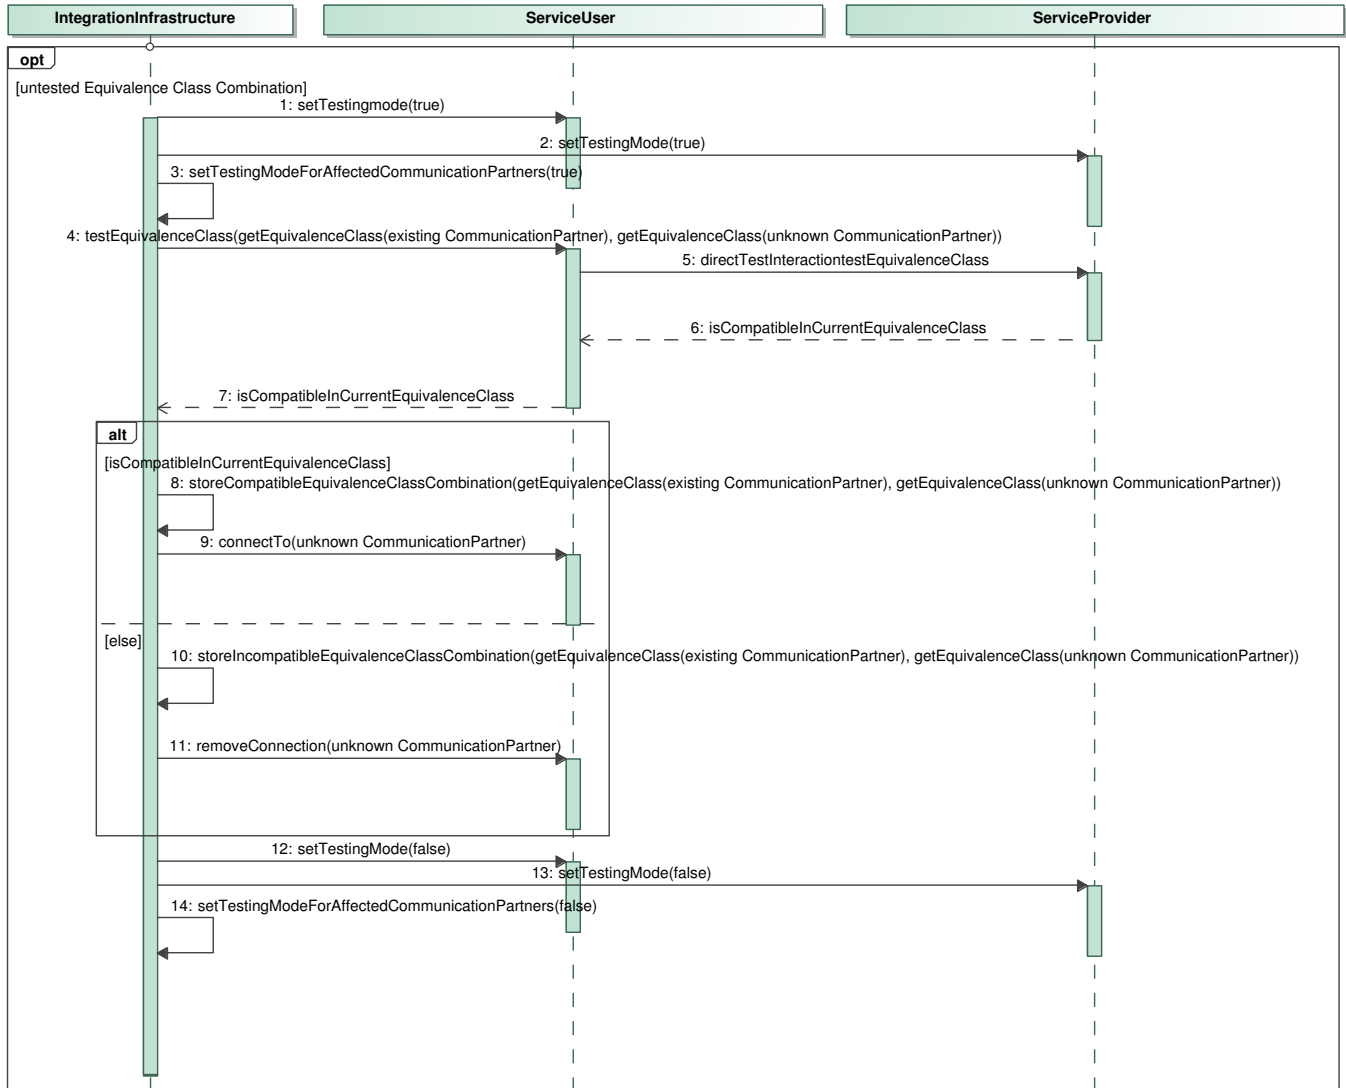 IntegrationInfrastructure
ServiceUser
ServiceProvider
opt
[untested Equivalence Class Combination]
1: setTestingmode(true)
2: setTestingMode(true)
3: setTestingModeForAffectedCommunicationPartners(true)
4: testEquivalenceClass(getEquivalenceClass(existing CommunicationPartner), getEquivalenceClass(unknown CommunicationPartner))
5: directTestInteractiontestEquivalenceClass
6: isCompatibleInCurrentEquivalenceClass
7: isCompatibleInCurrentEquivalenceClass
alt
[isCompatibleInCurrentEquivalenceClass]
8: storeCompatibleEquivalenceClassCombination(getEquivalenceClass(existing CommunicationPartner), getEquivalenceClass(unknown CommunicationPartner))
9: connectTo(unknown CommunicationPartner)
[else]
10: storeIncompatibleEquivalenceClassCombination(getEquivalenceClass(existing CommunicationPartner), getEquivalenceClass(unknown CommunicationPartner))
11: removeConnection(unknown CommunicationPartner)
12: setTestingMode(false)
13: setTestingMode(false)
14: setTestingModeForAffectedCommunicationPartners(false)